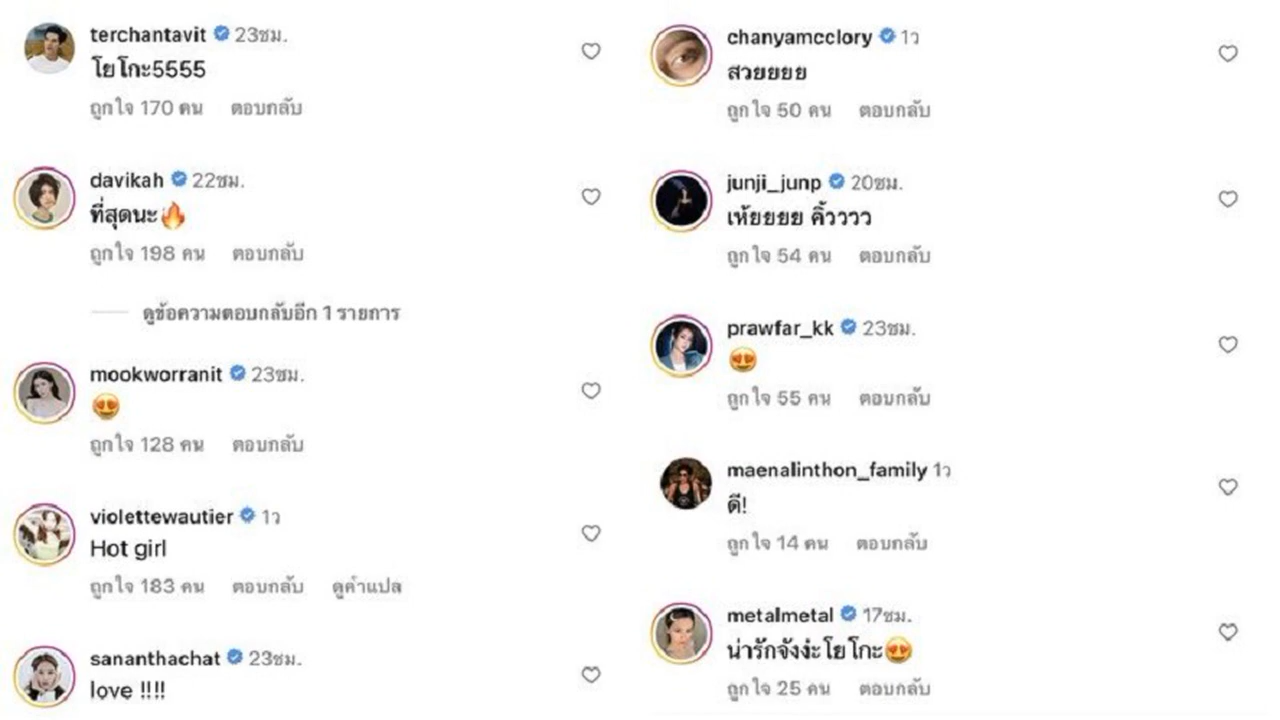 terchantavit 23ชม.
โยโกะ5555
ถูกใจ 170 คน ตอบกลับ
davikah 22ชม.
ที่สุดนะ🔥
ถูกใจ 198 คน ตอบกลับ
ดูข้อความตอบกลับอีก 1 รายการ
mookworranit 23ชม.
😍
ถูกใจ 128 คน ตอบกลับ
violettewautier 1ว
Hot girl
ถูกใจ 183 คน ตอบกลับ ดูคำแปล
sananthachat 23ชม.
love !!!!
chanyamcclory 1ว
สวยยยย
ถูกใจ 50 คน ตอบกลับ
junji_junp 20ชม.
เห้ยยยย คิ้วววว
ถูกใจ 54 คน ตอบกลับ
prawfar_kk 23ชม.
😍
ถูกใจ 55 คน ตอบกลับ
maenalinthon_family 1ว
ดี!
ถูกใจ 14 คน ตอบกลับ
metalmetal 17ชม.
น่ารักจังง่ะโยโกะ😍
ถูกใจ 25 คน ตอบกลับ